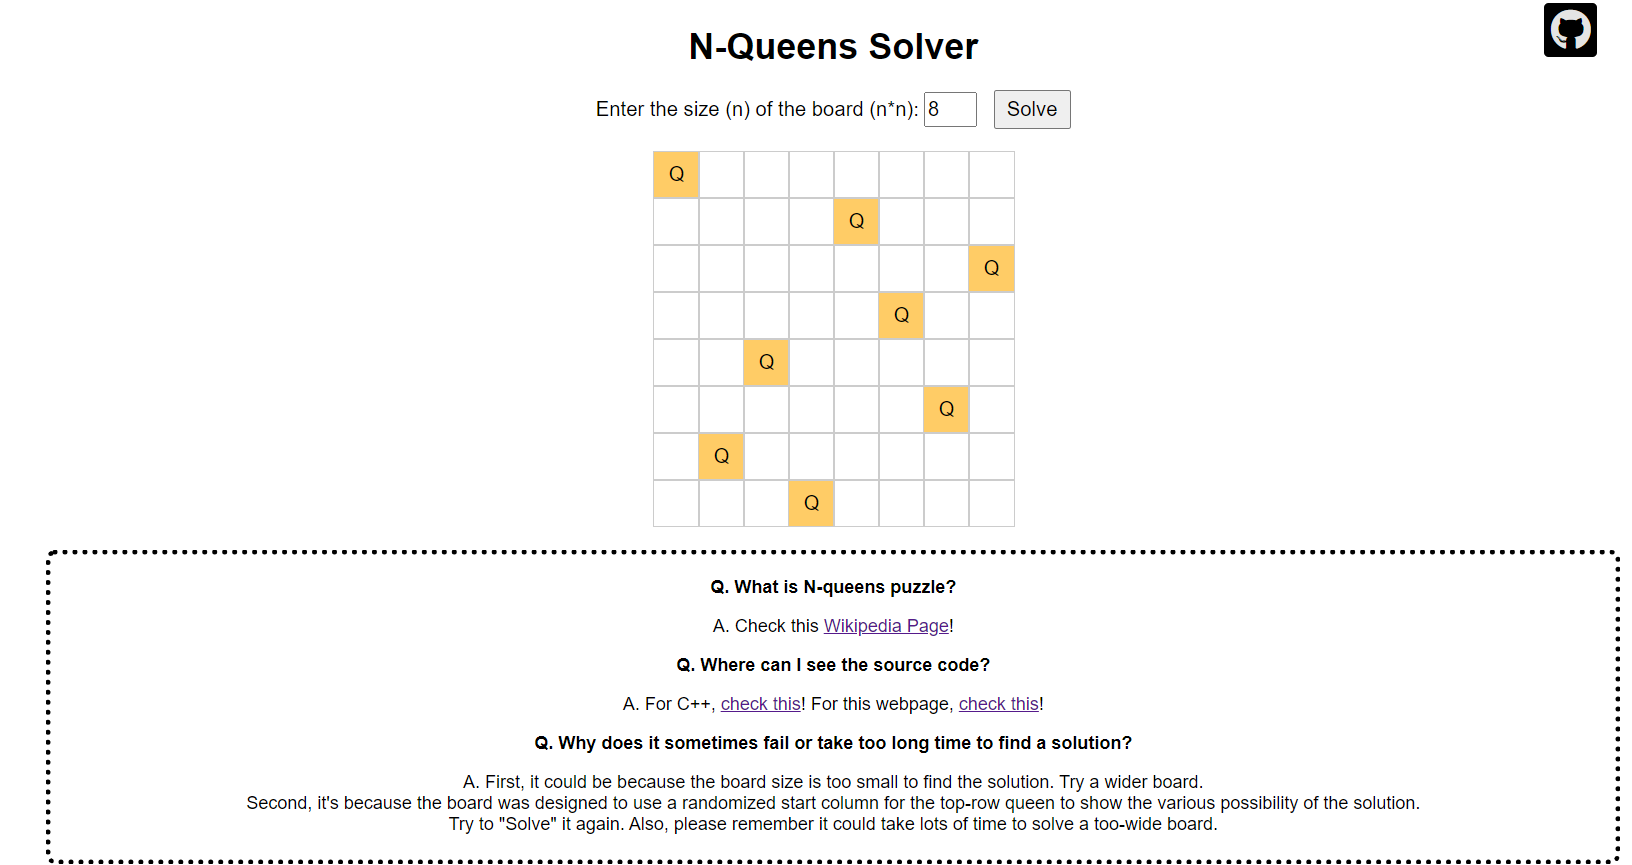 N-Queens Solver
Enter the size (n) of the board (n*n): 8 Solve
Q
Q
Q
Q
Q
Q
Q
Q
Q. What is N-queens puzzle?
A. Check this Wikipedia Page!
Q. Where can I see the source code?
A. For C++, check this! For this webpage, check this!
Q. Why does it sometimes fail or take too long time to find a solution?
A. First, it could be because the board size is too small to find the solution. Try a wider board.
Second, it's because the board was designed to use a randomized start column for the top-row queen to show the various possibility of the solution.
Try to "Solve" it again. Also, please remember it could take lots of time to solve a too-wide board.